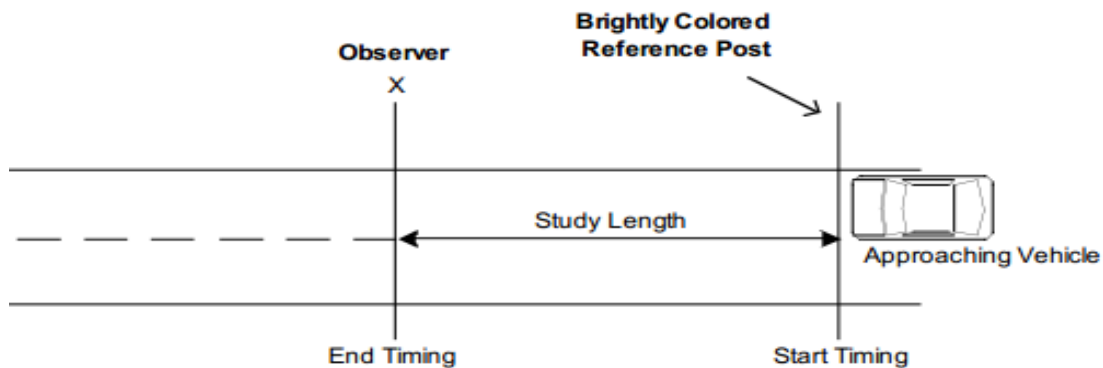 Brightly Colored
Reference Post
Observer
X
Study Length
Approaching Vehicle
End Timing
Start Timing